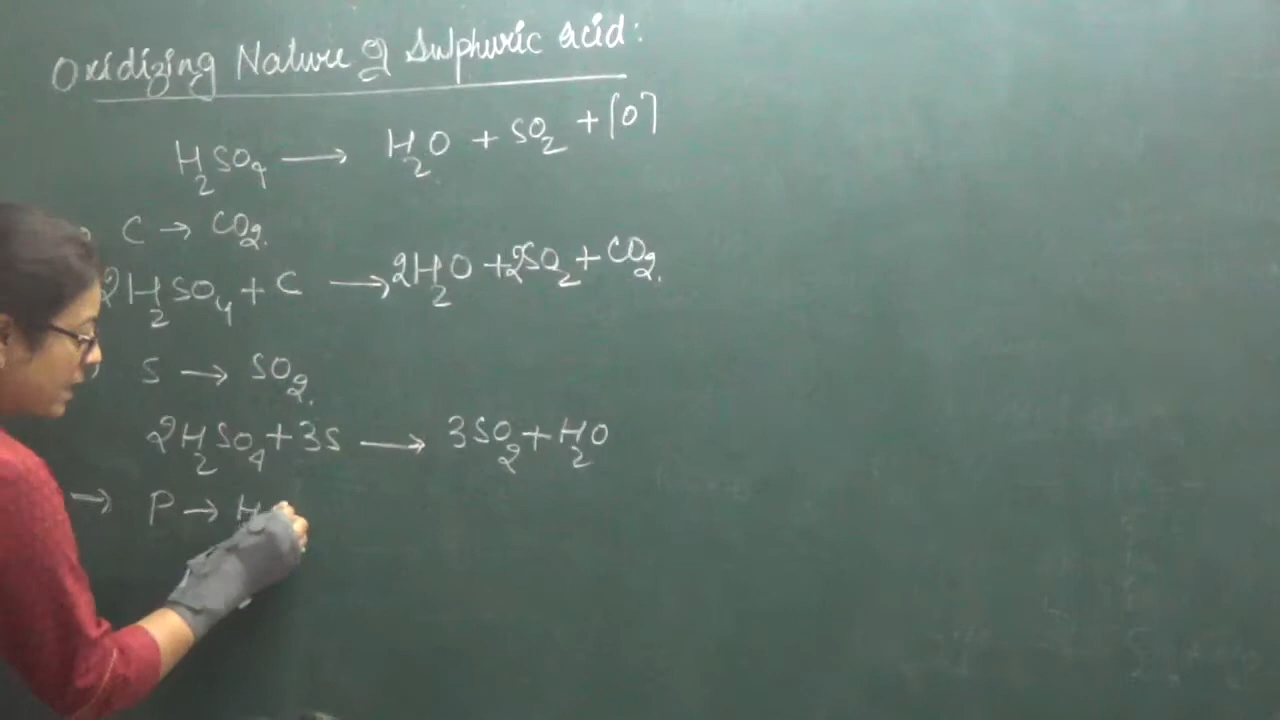 Oxidizing Nature of Sulphuric acid:
H₂SO₄ → H₂O + SO₂ + [O]
C → CO₂.
2H₂SO₄ + C → 2H₂O + 2SO₂ + CO₂.
S → SO₂.
2H₂SO₄ + 3S → 3SO₂ + H₂O
→ P → H